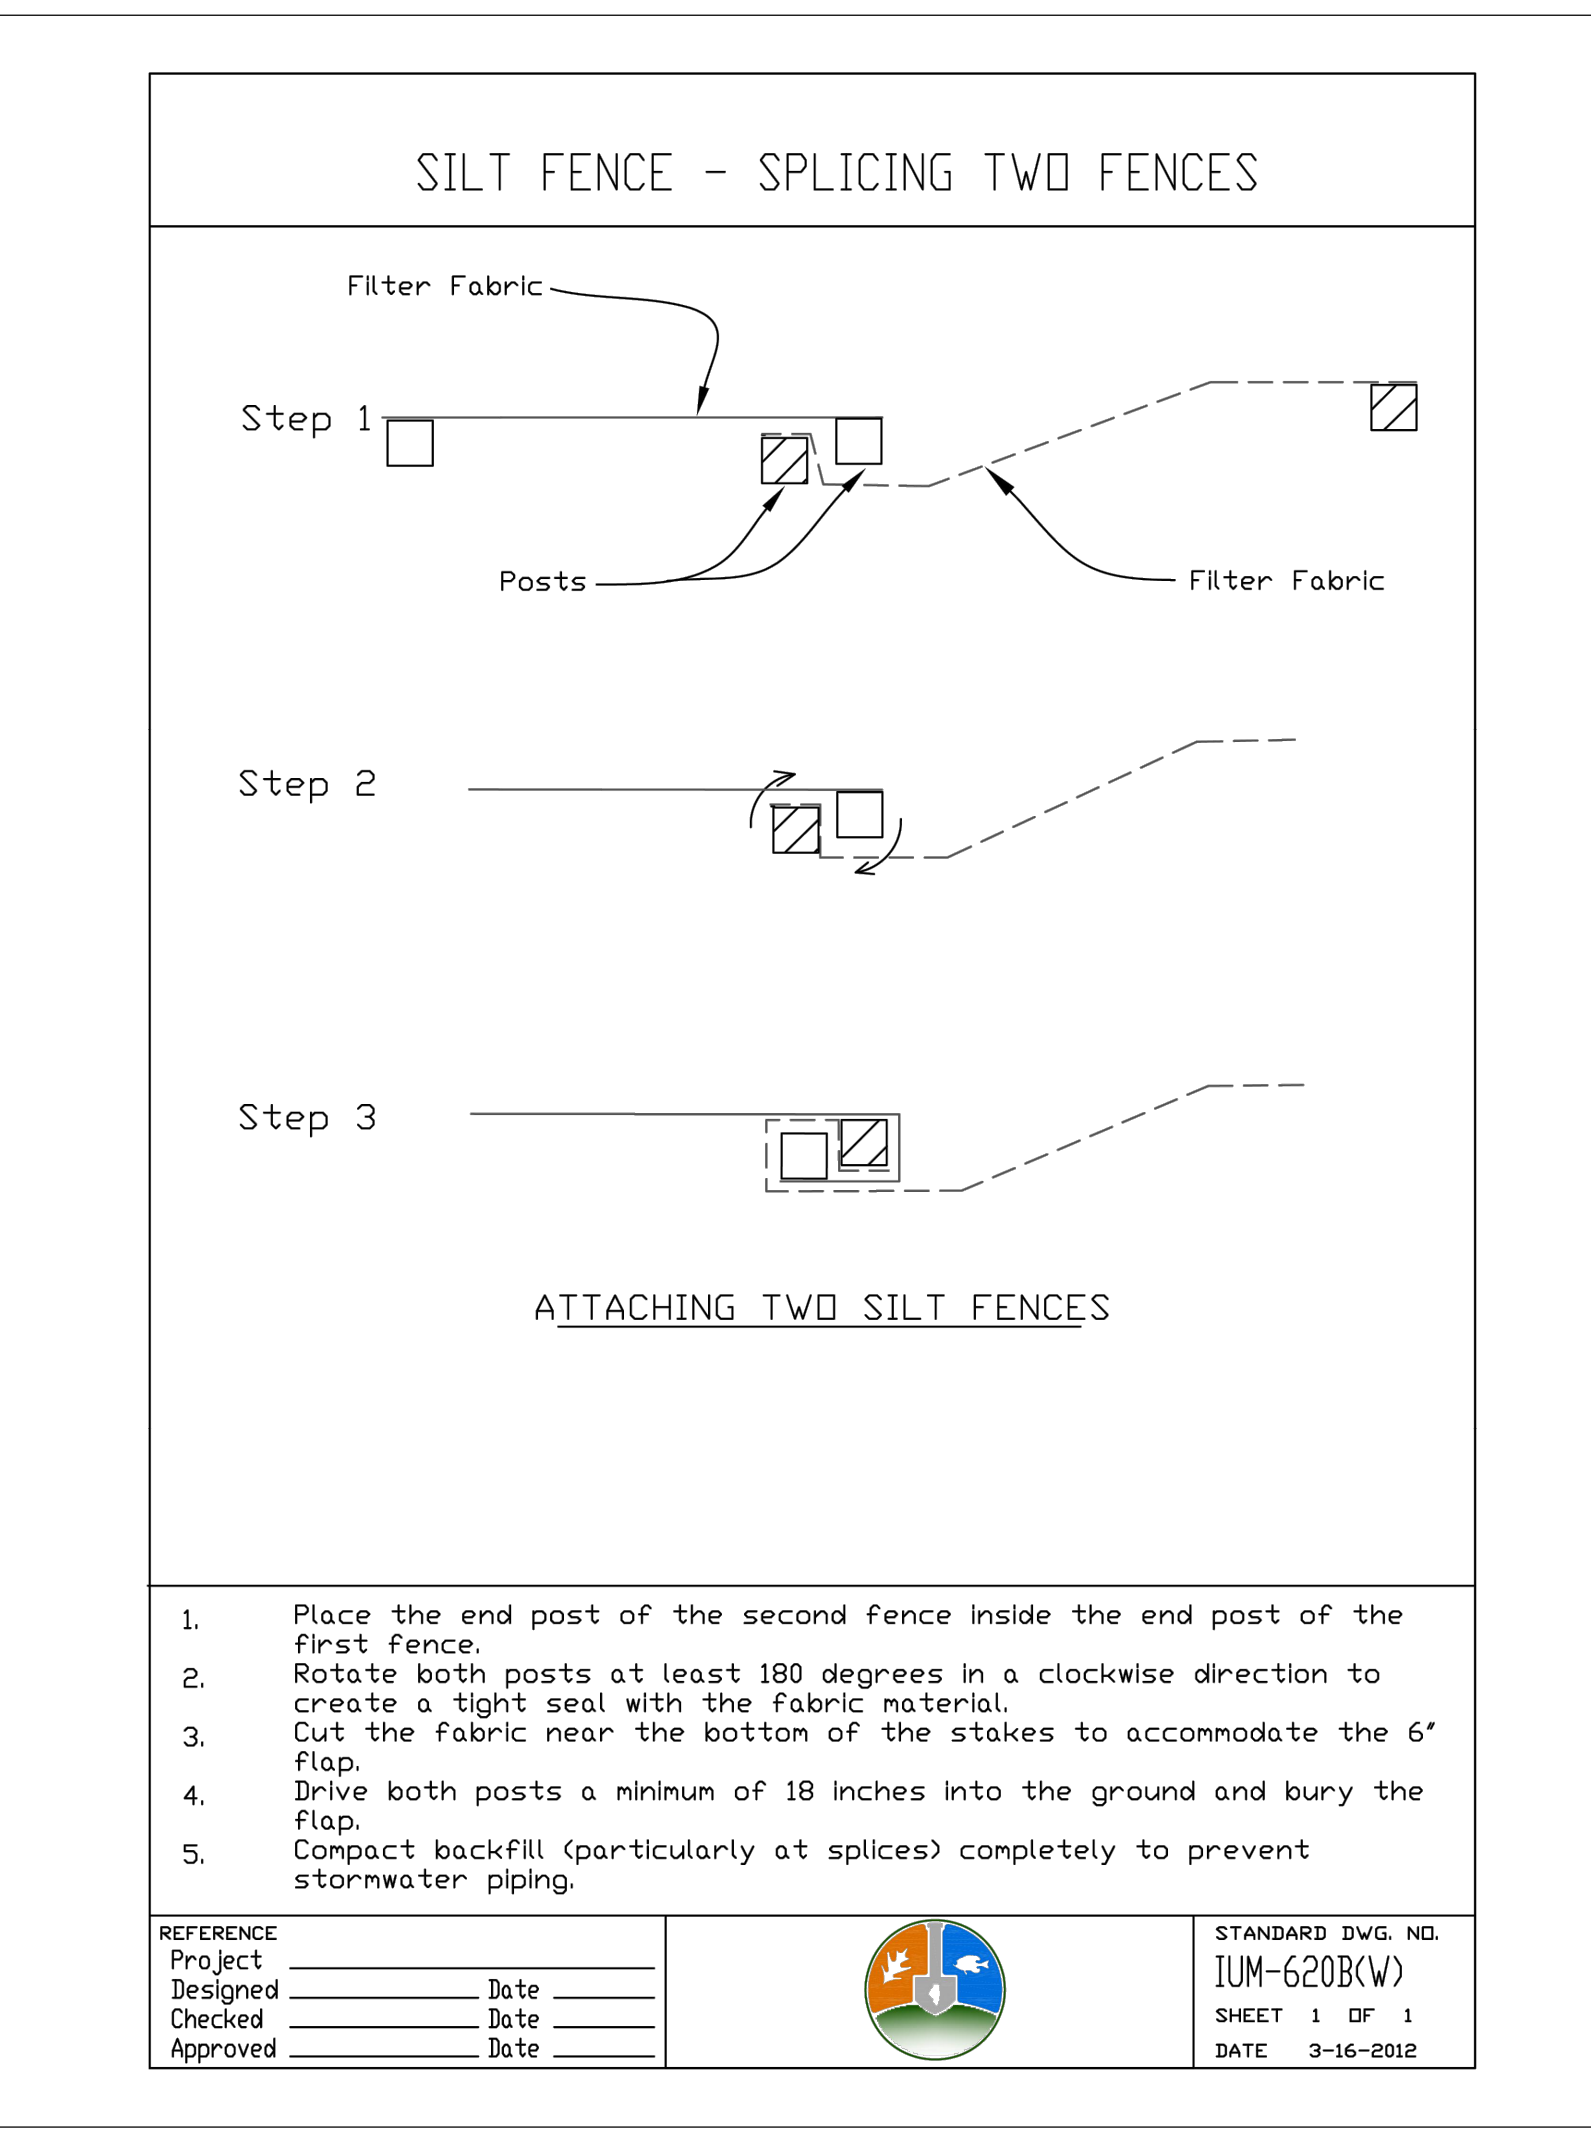 SILT FENCE - SPLICING TWO FENCES
Filter Fabric
Step 1
Posts
Filter Fabric
Step 2
Step 3
ATTACHING TWO SILT FENCES
1. Place the end post of the second fence inside the end post of the
first fence.
2. Rotate both posts at least 180 degrees in a clockwise direction to
create a tight seal with the fabric material.
3. Cut the fabric near the bottom of the stakes to accommodate the 6"
flap.
4. Drive both posts a minimum of 18 inches into the ground and bury the
flap.
5. Compact backfill (particularly at splices) completely to prevent
stormwater piping.
REFERENCE
Project
Designed Date
Checked Date
Approved Date
STANDARD DWG. NO.
IUM-620B(W)
SHEET 1 OF 1
DATE 3-16-2012